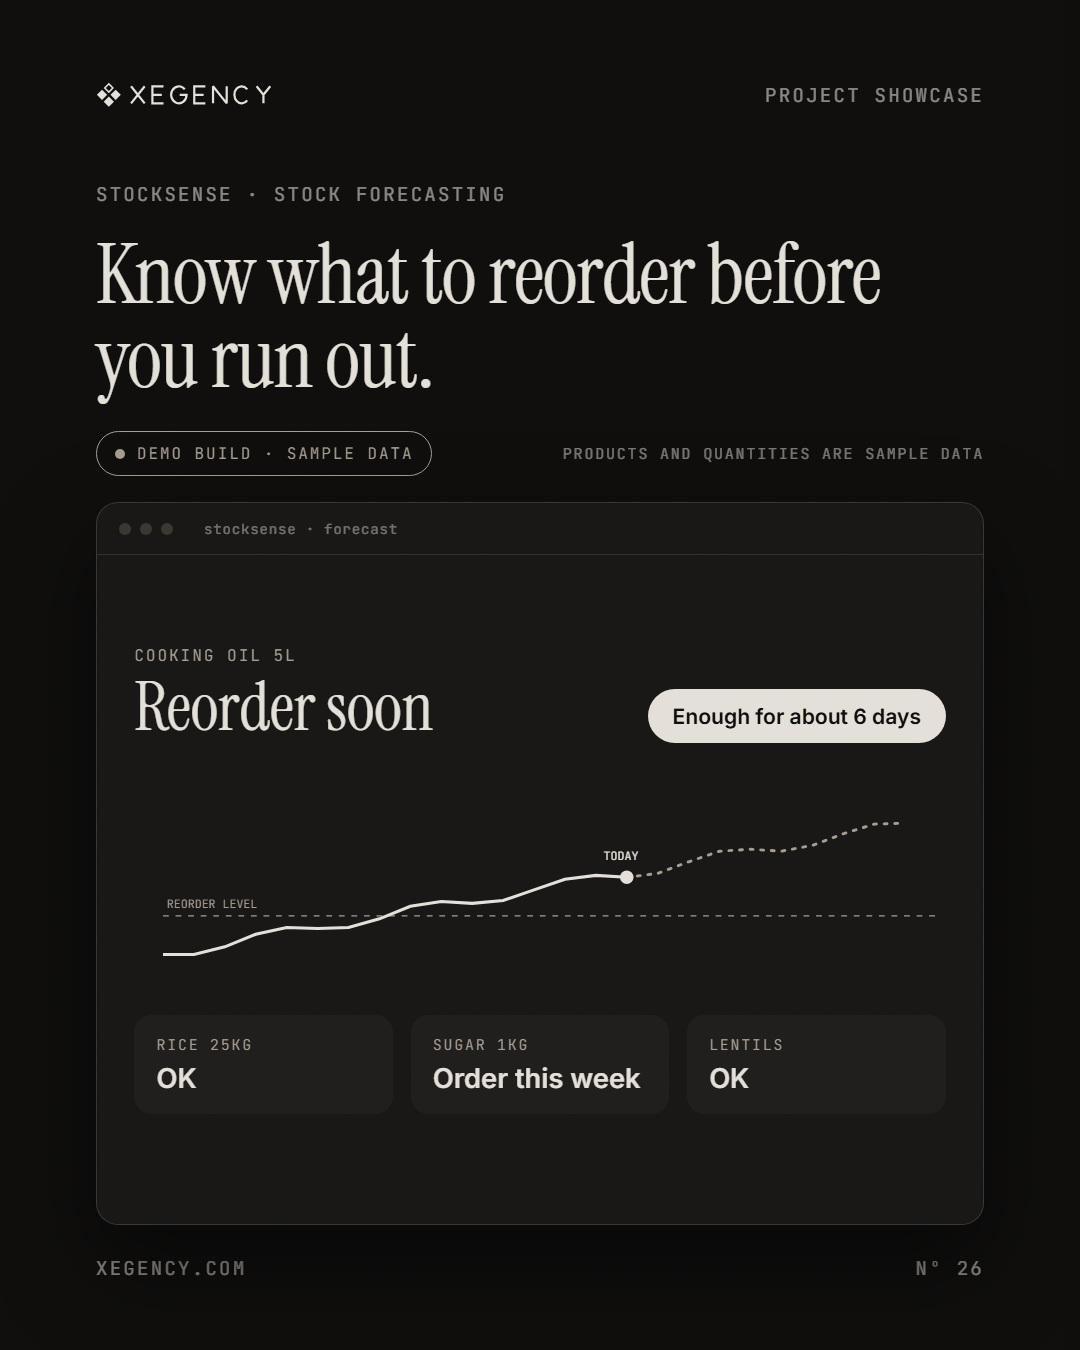 XEGENCY
PROJECT SHOWCASE
STOCKSENSE · STOCK FORECASTING
Know what to reorder before
you run out.
DEMO BUILD · SAMPLE DATA
PRODUCTS AND QUANTITIES ARE SAMPLE DATA
stocksense · forecast
COOKING OIL 5L
Reorder soon
Enough for about 6 days
TODAY
REORDER LEVEL
RICE 25KG
OK
SUGAR 1KG
Order this week
LENTILS
OK
XEGENCY.COM
N° 26